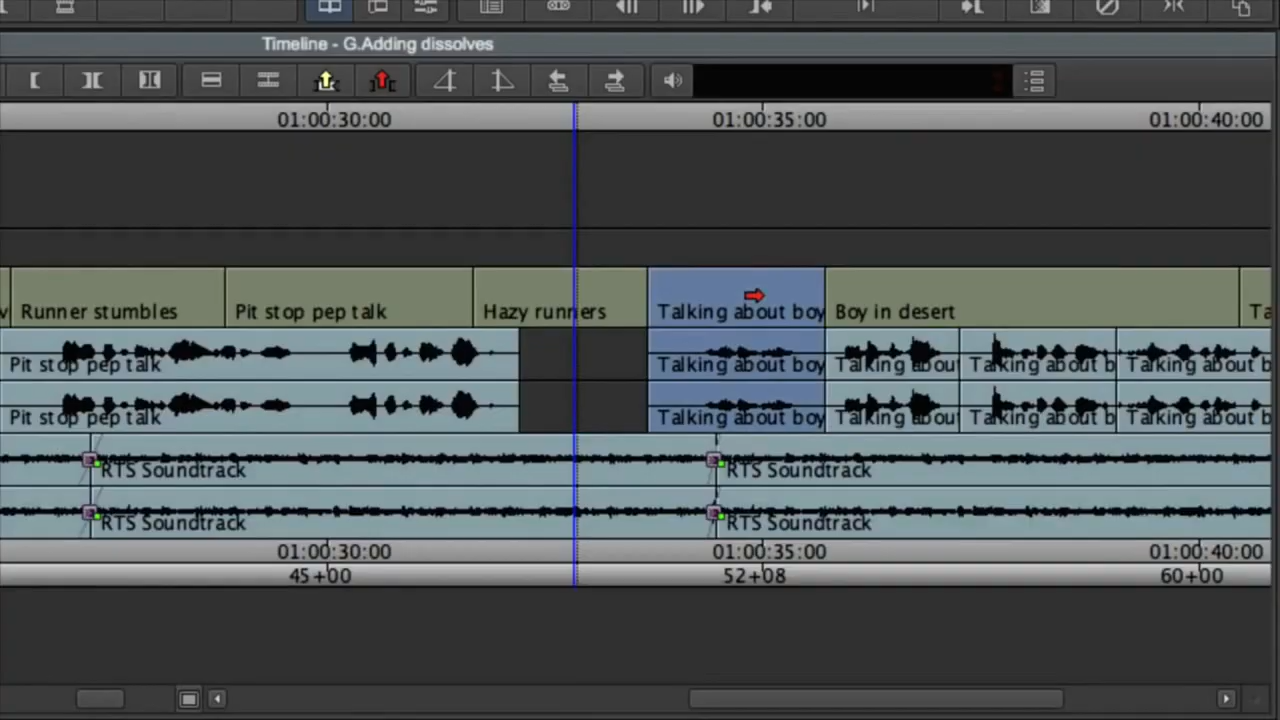 Timeline - G.Adding dissolves
01:00:30:00 01:00:35:00 01:00:40:00
Runner stumbles Pit stop pep talk Hazy runners Talking about boy Boy in desert Ta
Pit stop pep talk Talking about boy Talking about Talking about b Talking about b
Pit stop pep talk Talking about boy Talking about Talking about b Talking about b
RTS Soundtrack RTS Soundtrack
RTS Soundtrack RTS Soundtrack
01:00:30:00 01:00:35:00 01:00:40:00
45+00 52+08 60+00